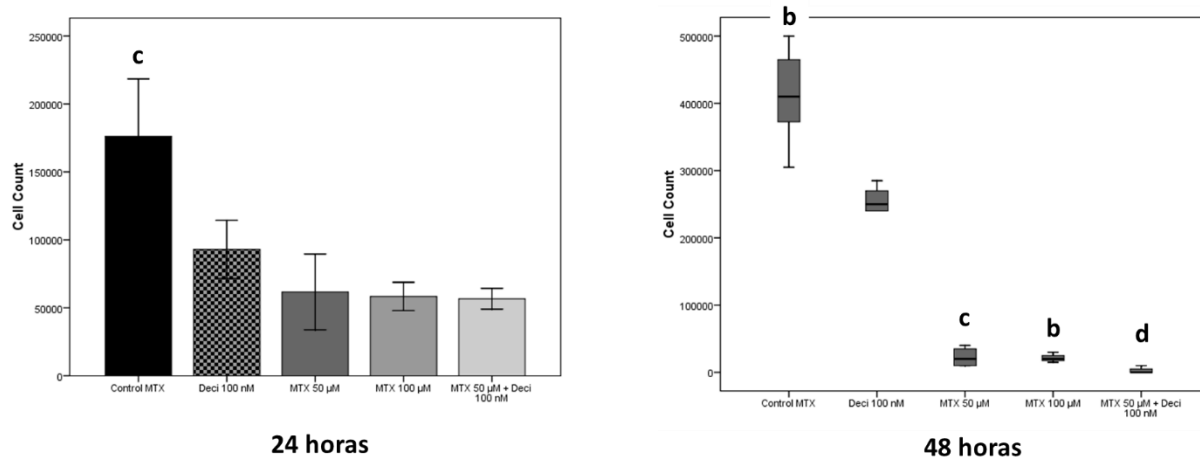 250000
200000
150000
100000
50000
0
Cell Count
c
Control MTX
Deci 100 nM
MTX 50 µM
MTX 100 µM
MTX 50 µM + Deci
100 nM
24 horas
500000
400000
300000
200000
100000
0
Cell Count
b
c
b
d
Control MTX
Deci 100 nM
MTX 50 µM
MTX 100 µM
MTX 50 µM + Deci
100 nM
48 horas